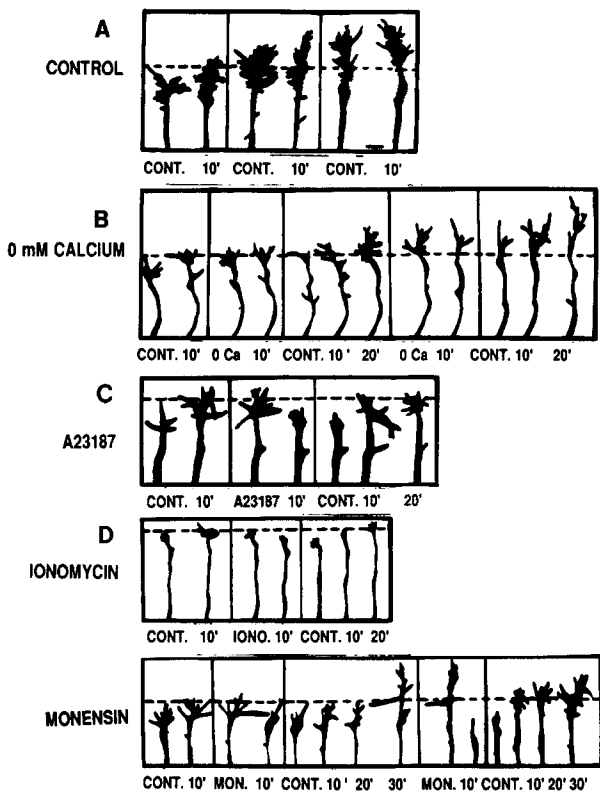 A
CONTROL
CONT. 10' CONT. 10' CONT. 10'
B
0 mM CALCIUM
CONT. 10' 0 Ca 10' CONT. 10' 20' 0 Ca 10' CONT. 10' 20'
C
A23187
CONT. 10' A23187 10' CONT. 10' 20'
D
IONOMYCIN
CONT. 10' IONO. 10' CONT. 10' 20'
MONENSIN
CONT. 10' MON. 10' CONT. 10' 20' 30' MON. 10' CONT. 10' 20' 30'